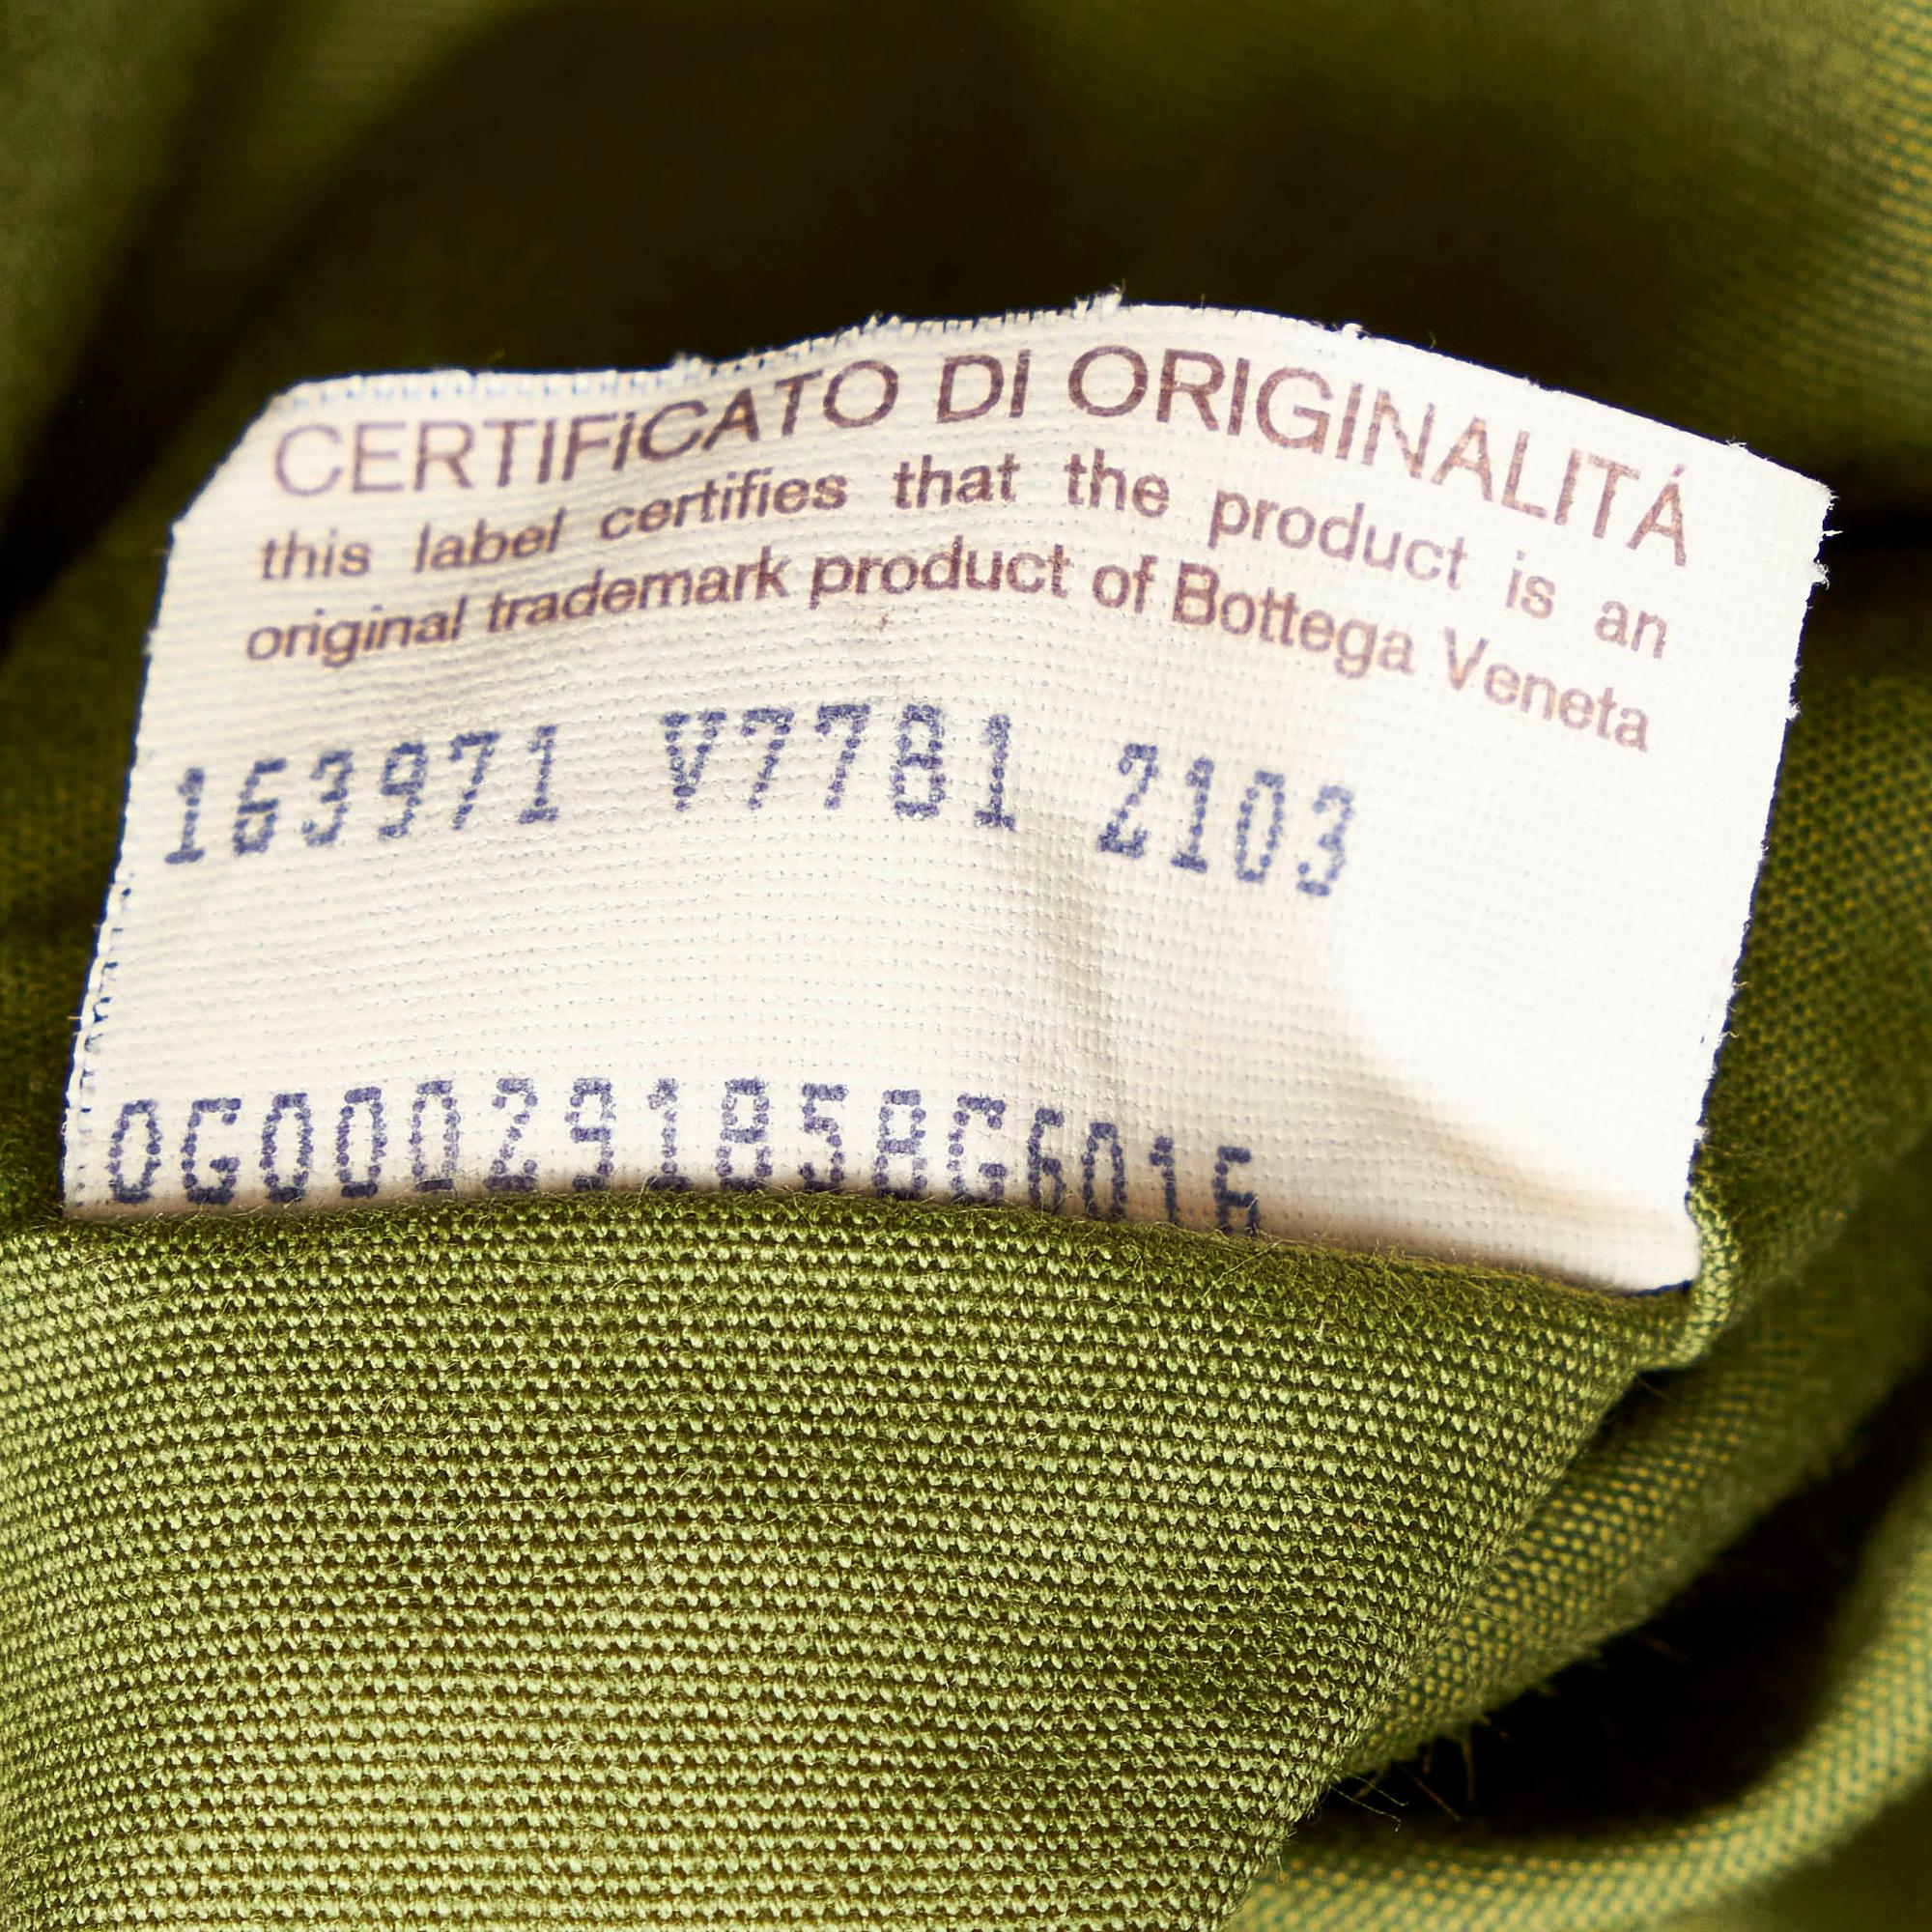 CERTIFICATO DI ORIGINALITÁ
this label certifies that the product is an
original trademark product of Bottega Veneta
163971 V7781 2103